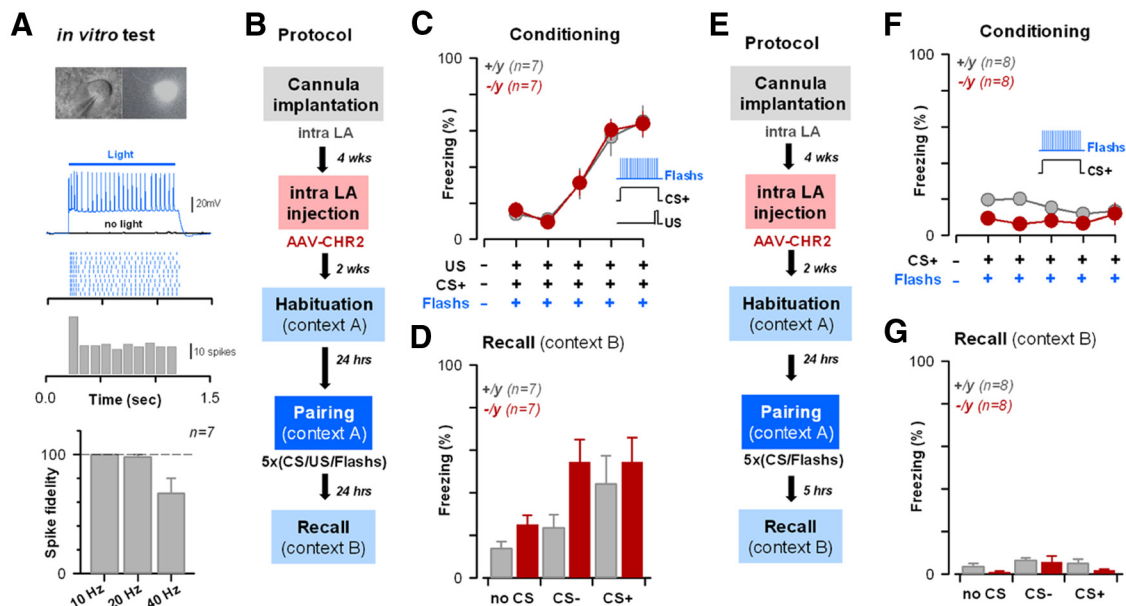 A
in vitro test
Light
20mV
no light
10 spikes
0.0
Time (sec)
1.5
n=7
100
Spike fidelity
0
10 Hz
20 Hz
40 Hz
B
Protocol
Cannula
implantation
intra LA
4 wks
intra LA
injection
AAV-CHR2
2 wks
Habituation
(context A)
24 hrs
Pairing
(context A)
5x(CS/US/Flashs)
24 hrs
Recall
(context B)
C
Conditioning
100
+/y (n=7)
-/y (n=7)
Freezing (% )
Flashs
CS+
US
0
US – + + + + +
CS+ – + + + + +
Flashs – + + + + +
D
Recall (context B)
100
+/y (n=7)
-/y (n=7)
Freezing (% )
0
no CS CS- CS+
E
Protocol
Cannula
implantation
intra LA
4 wks
intra LA
injection
AAV-CHR2
2 wks
Habituation
(context A)
24 hrs
Pairing
(context A)
5x(CS/Flashs)
5 hrs
Recall
(context B)
F
Conditioning
100
+/y (n=8)
-/y (n=8)
Freezing (% )
Flashs
CS+
0
CS+ – + + + + +
Flashs – + + + + +
G
Recall (context B)
100
+/y (n=8)
-/y (n=8)
Freezing (% )
0
no CS CS- CS+